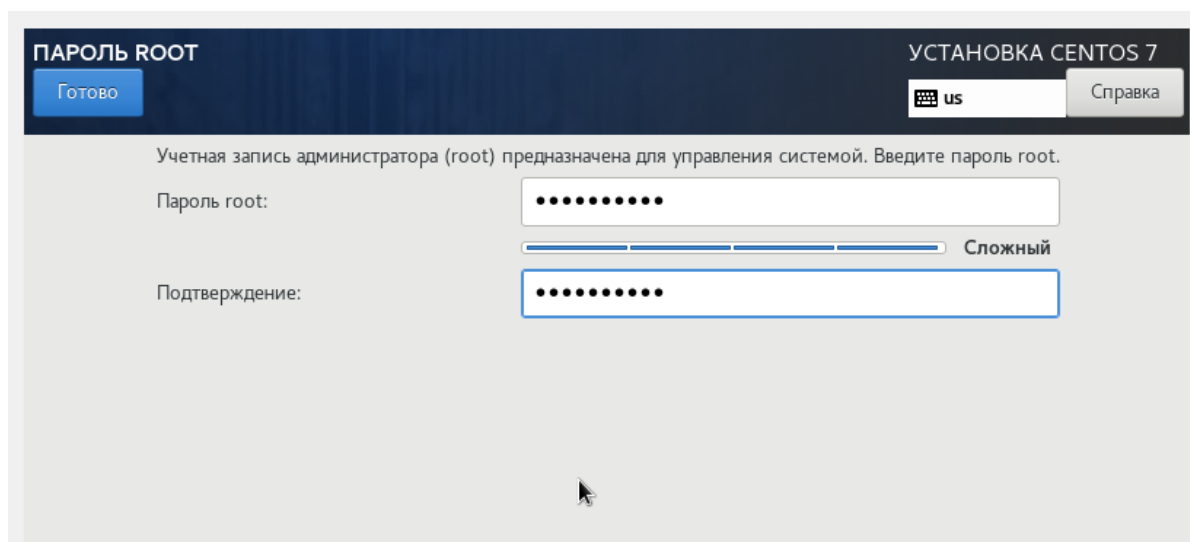 ПАРОЛЬ ROOT
УСТАНОВКА CENTOS 7
Готово
us
Справка
Учетная запись администратора (root) предназначена для управления системой. Введите пароль root.
Пароль root:
••••••••••
Сложный
Подтверждение:
••••••••••